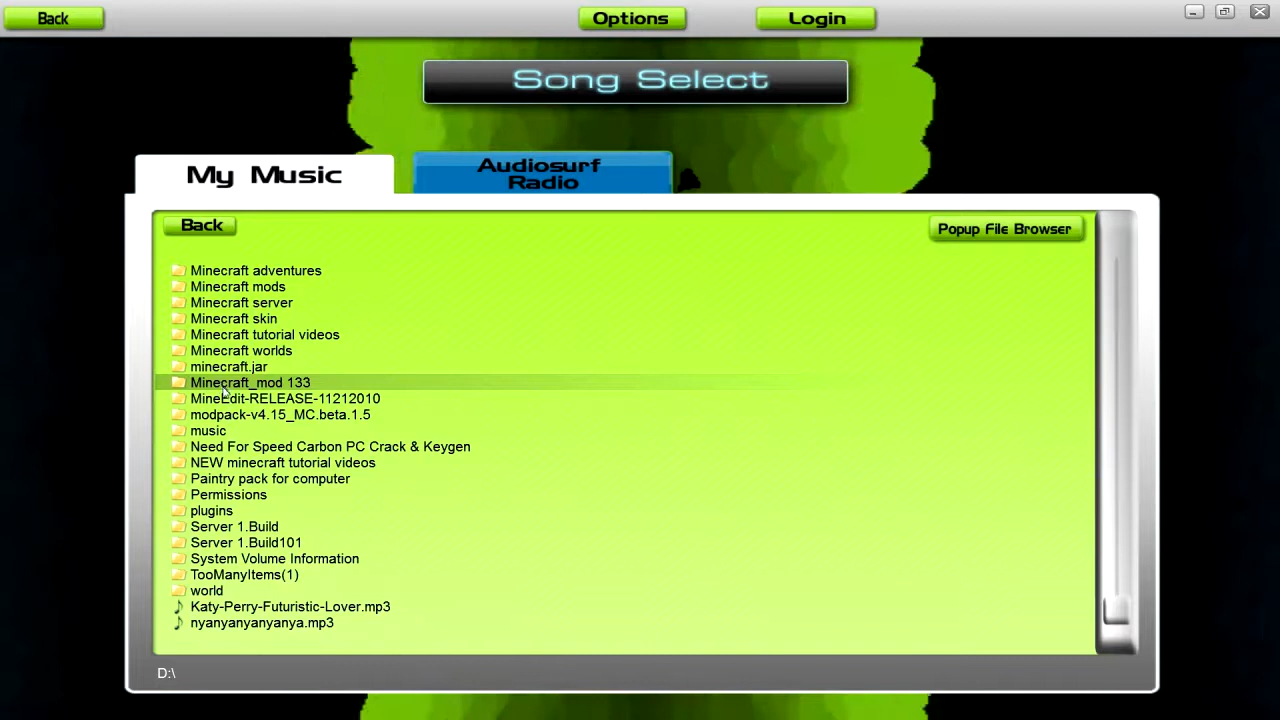 Back
Options
Login
Song Select
My Music
Audiosurf
Radio
Back
Popup File Browser
Minecraft adventures
Minecraft mods
Minecraft server
Minecraft skin
Minecraft tutorial videos
Minecraft worlds
minecraft.jar
Minecraft_mod 133
MineEdit-RELEASE-11212010
modpack-v4.15_MC.beta.1.5
music
Need For Speed Carbon PC Crack & Keygen
NEW minecraft tutorial videos
Paintry pack for computer
Permissions
plugins
Server 1.Build
Server 1.Build101
System Volume Information
TooManyItems(1)
world
Katy-Perry-Futuristic-Lover.mp3
nyanyanyanyanya.mp3
D:\